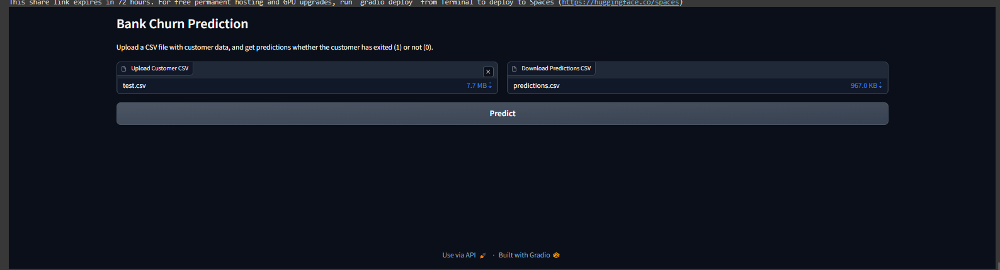 This share link expires in 72 hours. For free permanent hosting and GPU upgrades, run `gradio deploy` from Terminal to deploy to Spaces (https://huggingface.co/spaces)
Bank Churn Prediction
Upload a CSV file with customer data, and get predictions whether the customer has exited (1) or not (0).
Upload Customer CSV
test.csv 7.7 MB ⇣
Download Predictions CSV
predictions.csv 967.0 KB ⇣
Predict
Use via API · Built with Gradio